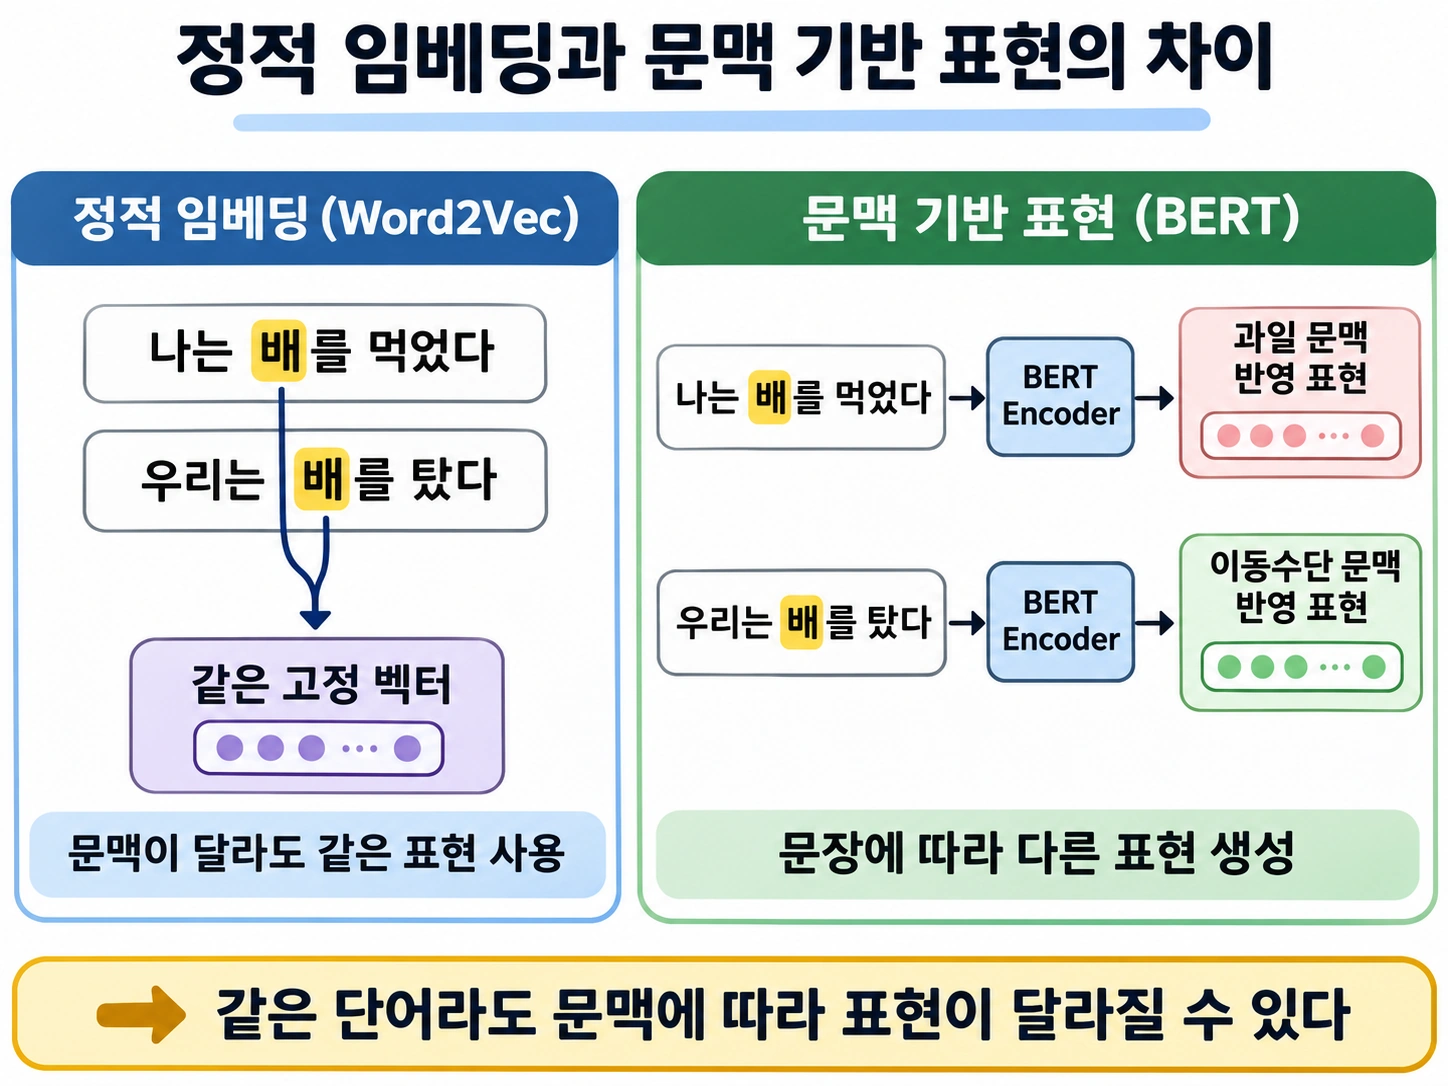 정적 임베딩과 문맥 기반 표현의 차이
정적 임베딩 (Word2Vec)
나는 배를 먹었다
우리는 배를 탔다
같은 고정 벡터
문맥이 달라도 같은 표현 사용
문맥 기반 표현 (BERT)
나는 배를 먹었다
BERT
Encoder
과일 문맥
반영 표현
우리는 배를 탔다
BERT
Encoder
이동수단 문맥
반영 표현
문장에 따라 다른 표현 생성
같은 단어라도 문맥에 따라 표현이 달라질 수 있다